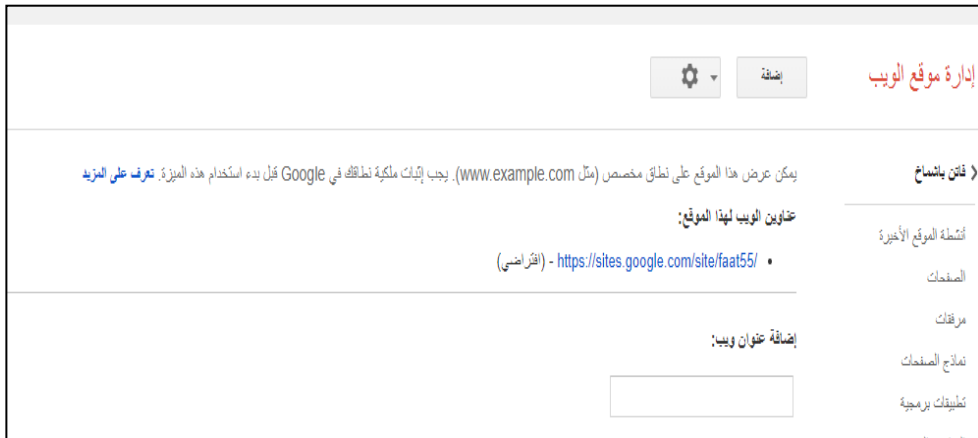 إدارة موقع الويب
إضافة
فاتن باشماخ
يمكن عرض هذا الموقع على نطاق مخصص (مثل www.example.com). يجب إثبات ملكية نطاقك في Google قبل بدء استخدام هذه الميزة. تعرف على المزيد
عناوين الويب لهذا الموقع:
https://sites.google.com/site/faat55/ - (افتراضي)
إضافة عنوان ويب:
أنشطة الموقع الأخيرة
الصفحات
مرفقات
نماذج الصفحات
تطبيقات برمجية